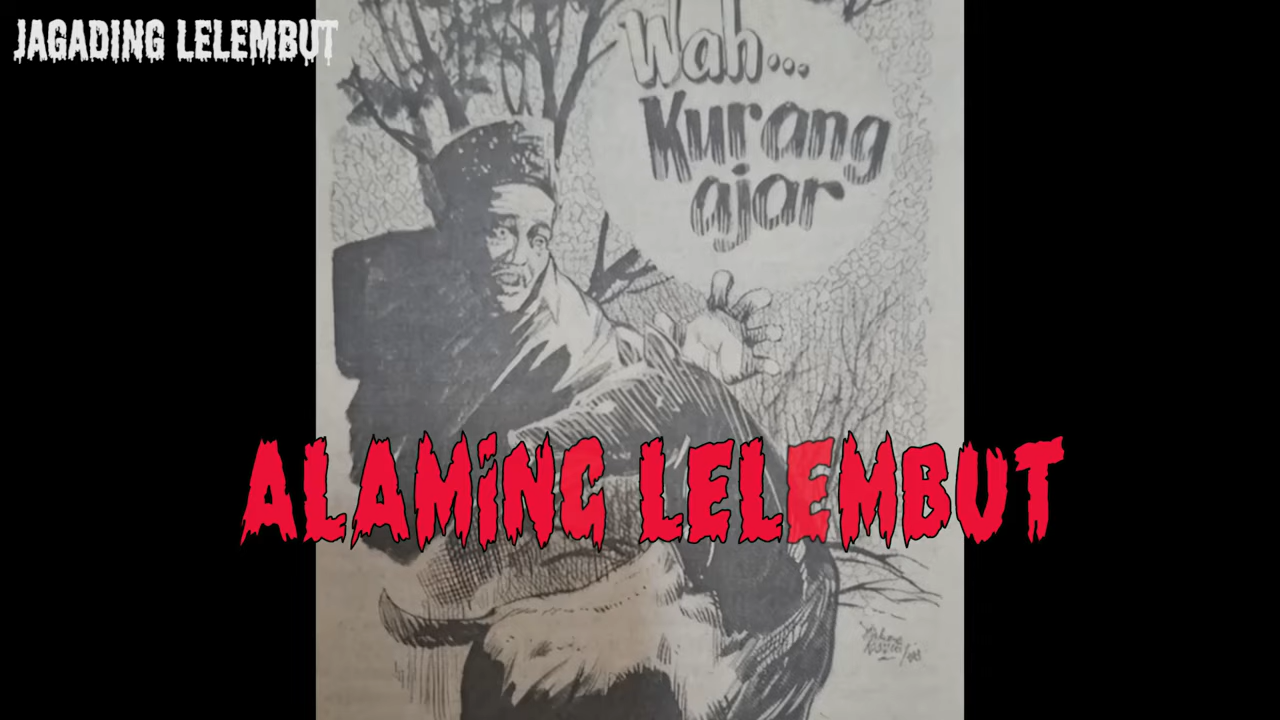 JAGADING LELEMBUT
Wah...
Kurang
ajar
ALAMING LELEMBUT